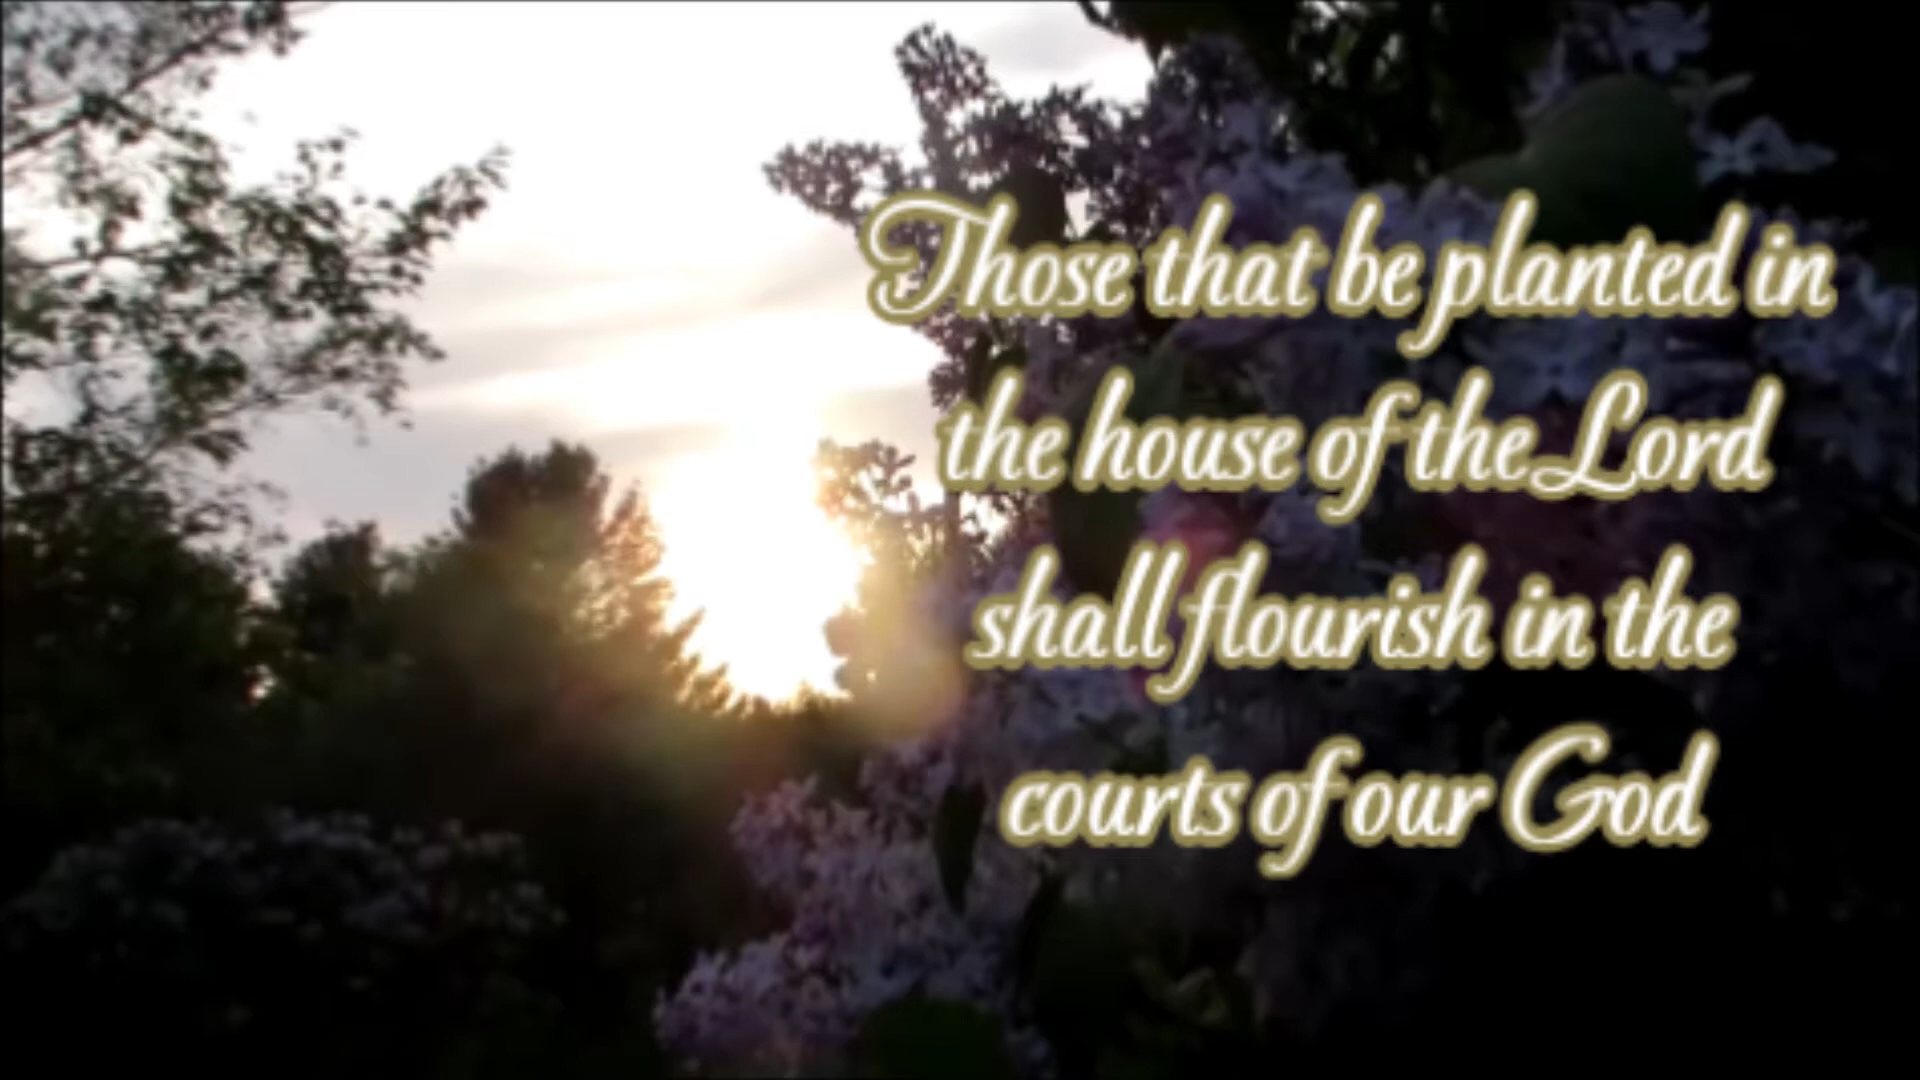 Those that be planted in
the house of the Lord
shall flourish in the
courts of our God